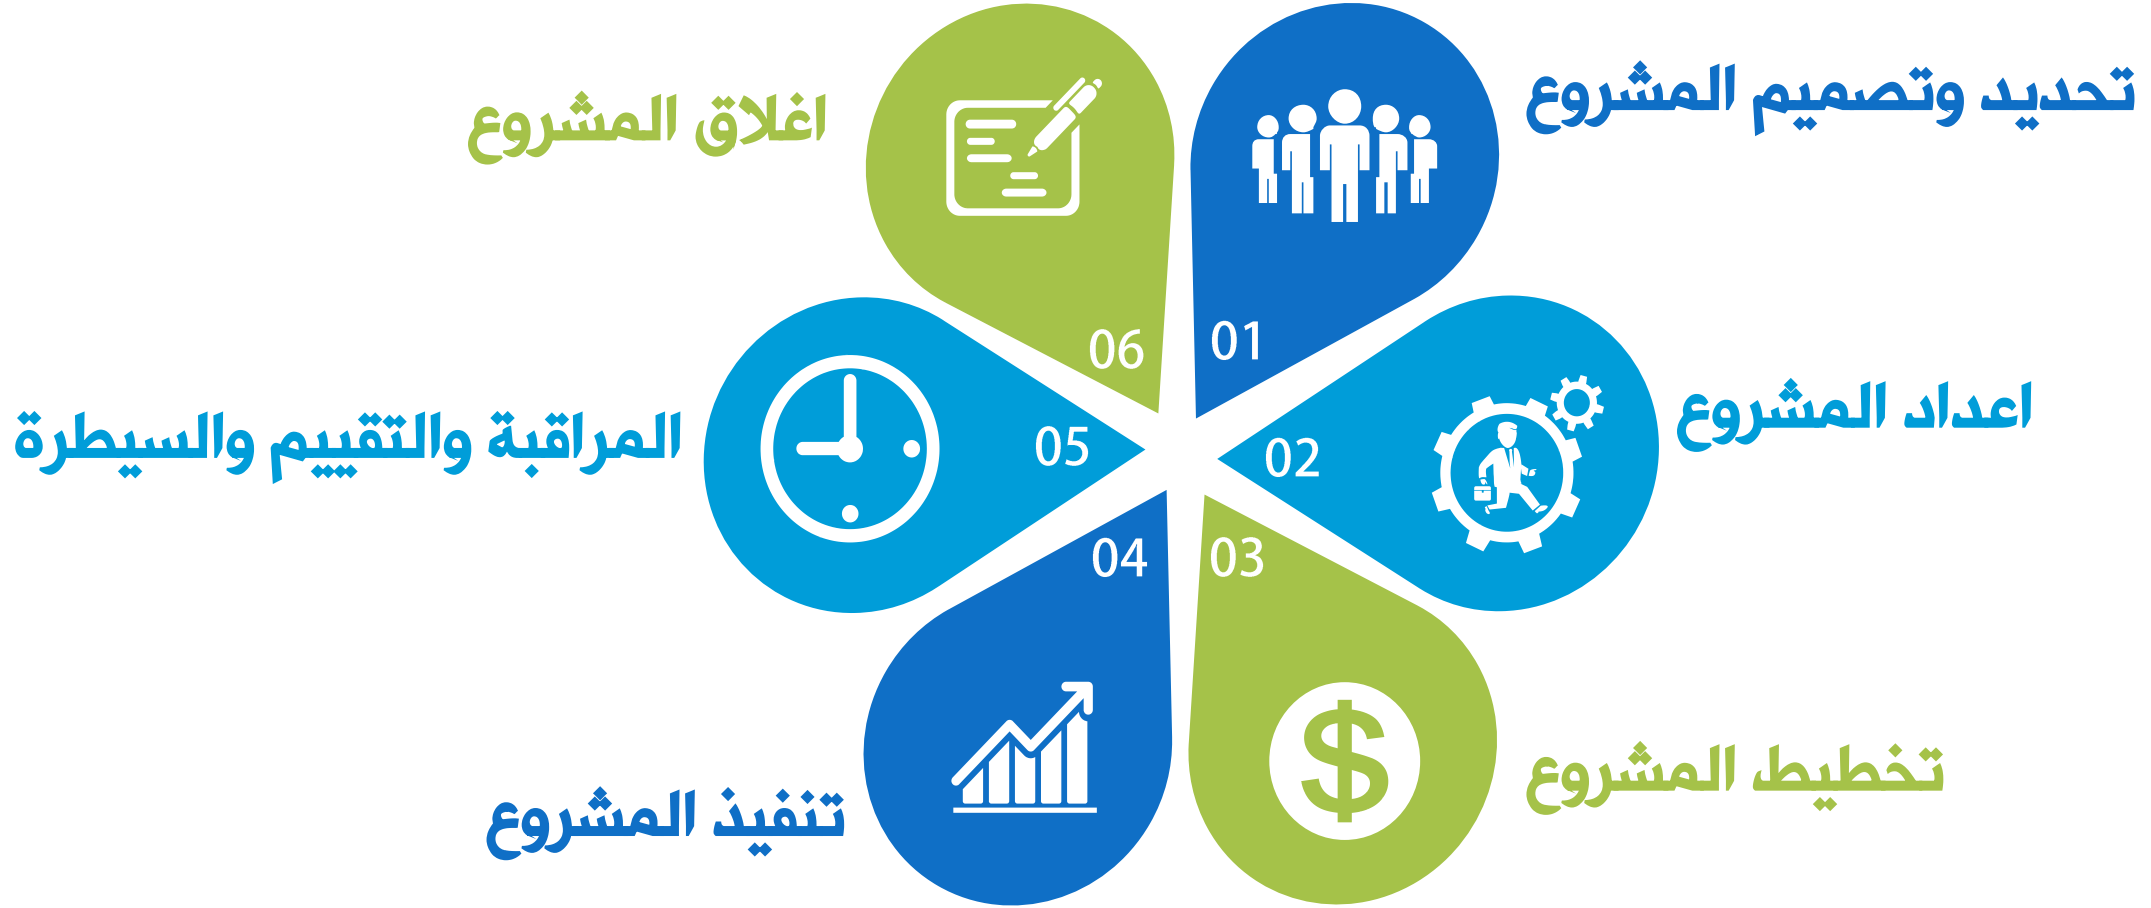 01
تحديد وتصميم المشروع
02
اعداد المشروع
03
تخطيط المشروع
04
تنفيذ المشروع
05
المراقبة والتقييم والسيطرة
06
اغلاق المشروع
$